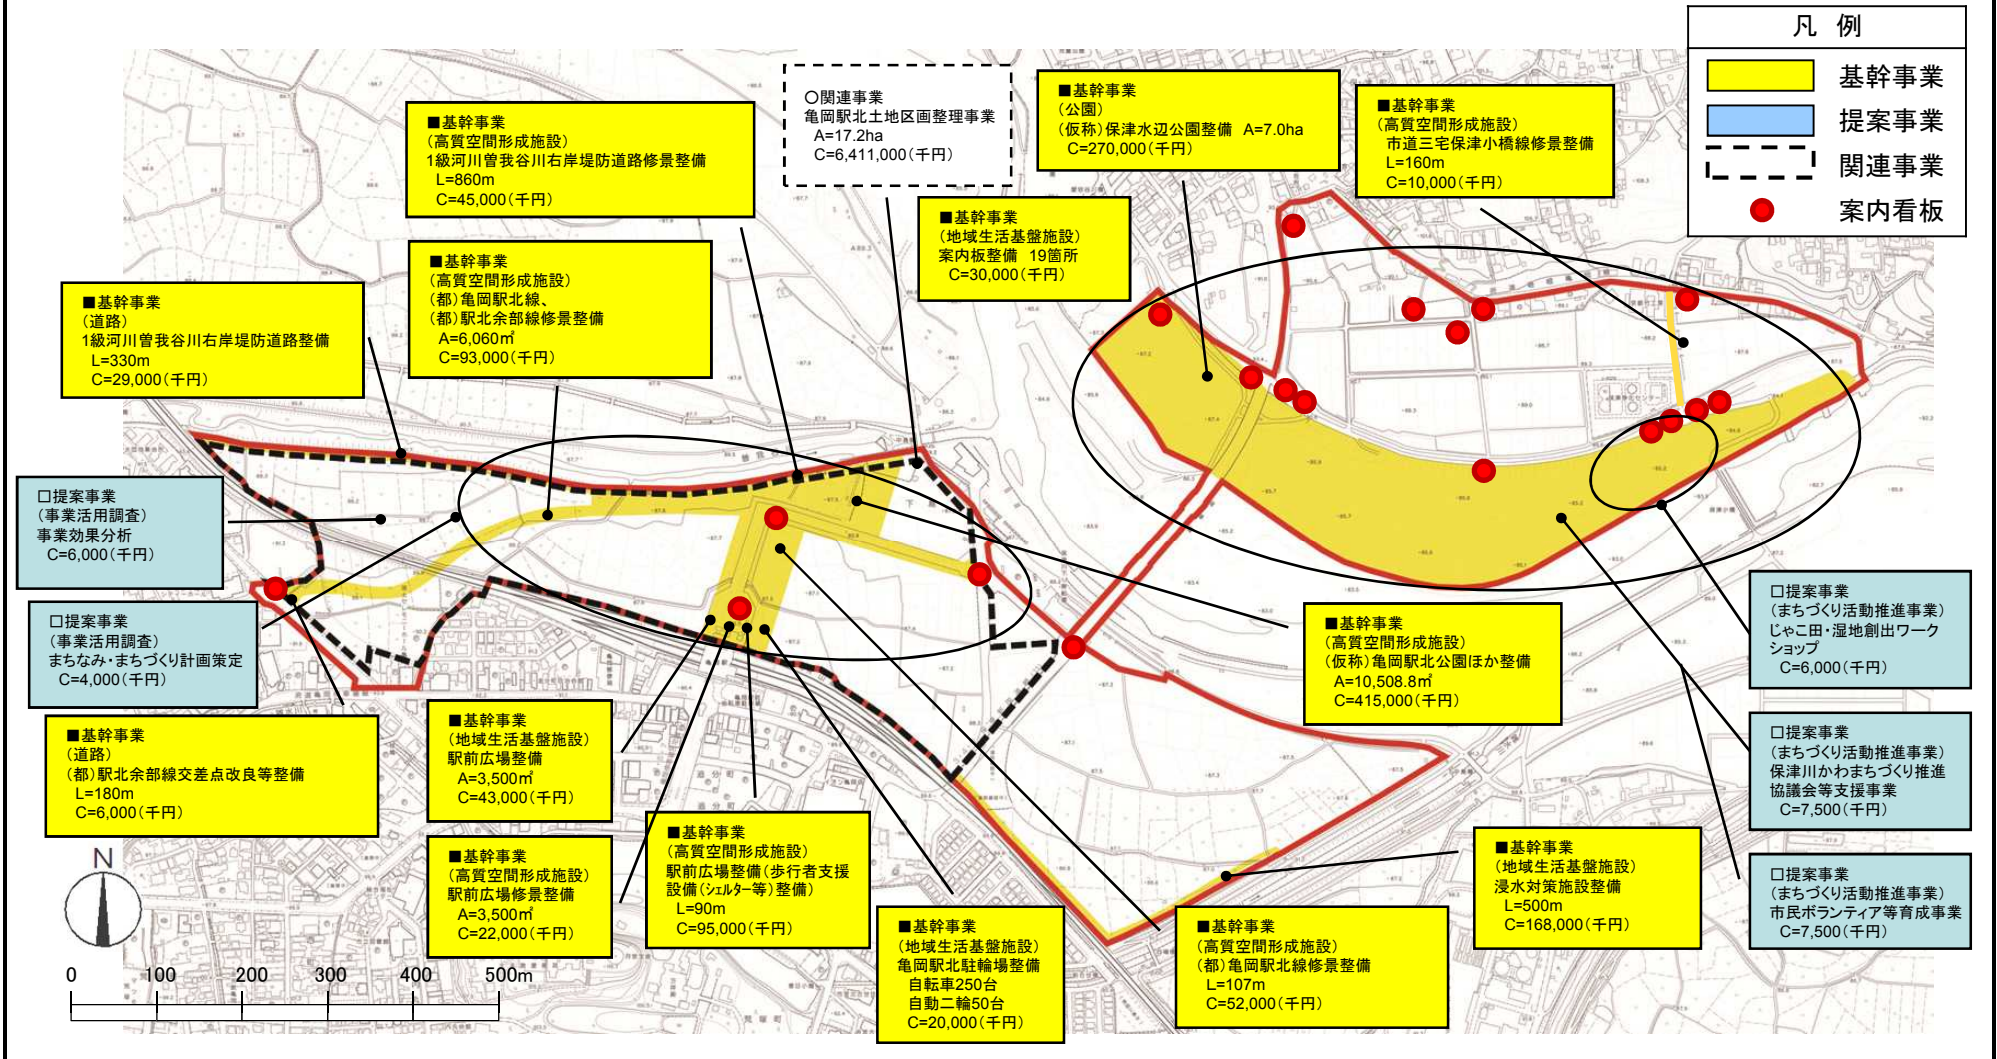 凡 例
基幹事業
提案事業
関連事業
案内看板
■基幹事業
(高質空間形成施設)
1級河川曽我谷川右岸堤防道路修景整備
L=860m
C=45,000(千円)
○関連事業
亀岡駅北土地区画整理事業
A=17.2ha
C=6,411,000(千円)
■基幹事業
(公園)
(仮称)保津水辺公園整備 A=7.0ha
C=270,000(千円)
■基幹事業
(高質空間形成施設)
市道三宅保津小橋線修景整備
L=160m
C=10,000(千円)
■基幹事業
(地域生活基盤施設)
案内板整備 19箇所
C=30,000(千円)
■基幹事業
(高質空間形成施設)
(都)亀岡駅北線、
(都)駅北余部線修景整備
A=6,060㎡
C=93,000(千円)
■基幹事業
(道路)
1級河川曽我谷川右岸堤防道路整備
L=330m
C=29,000(千円)
□提案事業
(事業活用調査)
事業効果分析
C=6,000(千円)
□提案事業
(事業活用調査)
まちなみ・まちづくり計画策定
C=4,000(千円)
■基幹事業
(道路)
(都)駅北余部線交差点改良等整備
L=180m
C=6,000(千円)
■基幹事業
(地域生活基盤施設)
駅前広場整備
A=3,500㎡
C=43,000(千円)
■基幹事業
(高質空間形成施設)
駅前広場修景整備
A=3,500㎡
C=22,000(千円)
■基幹事業
(高質空間形成施設)
駅前広場整備(歩行者支援
設備(シェルター等)整備)
L=90m
C=95,000(千円)
■基幹事業
(地域生活基盤施設)
亀岡駅北駐輪場整備
自転車250台
自動二輪50台
C=20,000(千円)
■基幹事業
(高質空間形成施設)
(都)亀岡駅北線修景整備
L=107m
C=52,000(千円)
■基幹事業
(高質空間形成施設)
(仮称)亀岡駅北公園ほか整備
A=10,508.8㎡
C=415,000(千円)
■基幹事業
(地域生活基盤施設)
浸水対策施設整備
L=500m
C=168,000(千円)
□提案事業
(まちづくり活動推進事業)
じゃこ田・湿地創出ワーク
ショップ
C=6,000(千円)
□提案事業
(まちづくり活動推進事業)
保津川かわまちづくり推進
協議会等支援事業
C=7,500(千円)
□提案事業
(まちづくり活動推進事業)
市民ボランティア等育成事業
C=7,500(千円)
N
0 100 200 300 400 500m